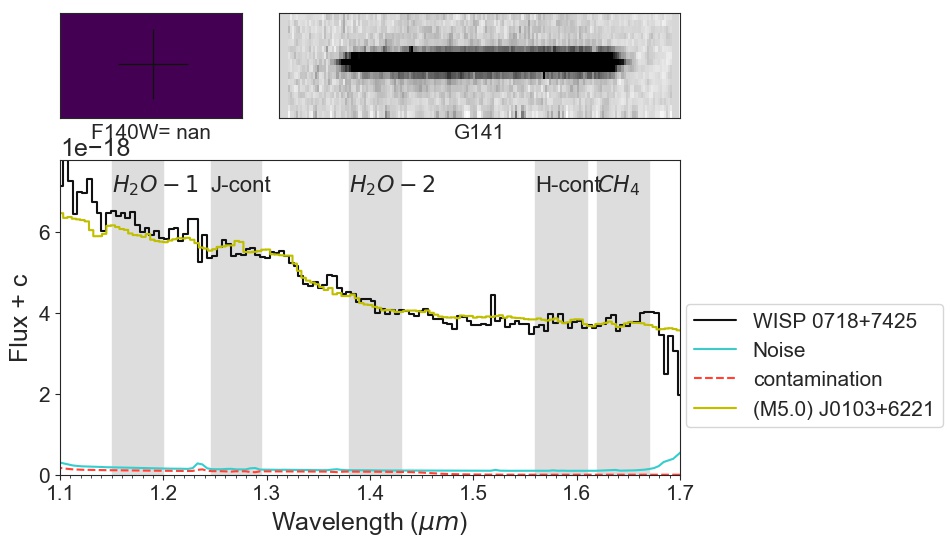 F140W= nan
G141
1e−18
H₂O − 1 J-cont H₂O − 2 H-cont CH₄
6
4
2
0
1.1 1.2 1.3 1.4 1.5 1.6 1.7
Flux + c
Wavelength (μm)
WISP 0718+7425
Noise
contamination
(M5.0) J0103+6221